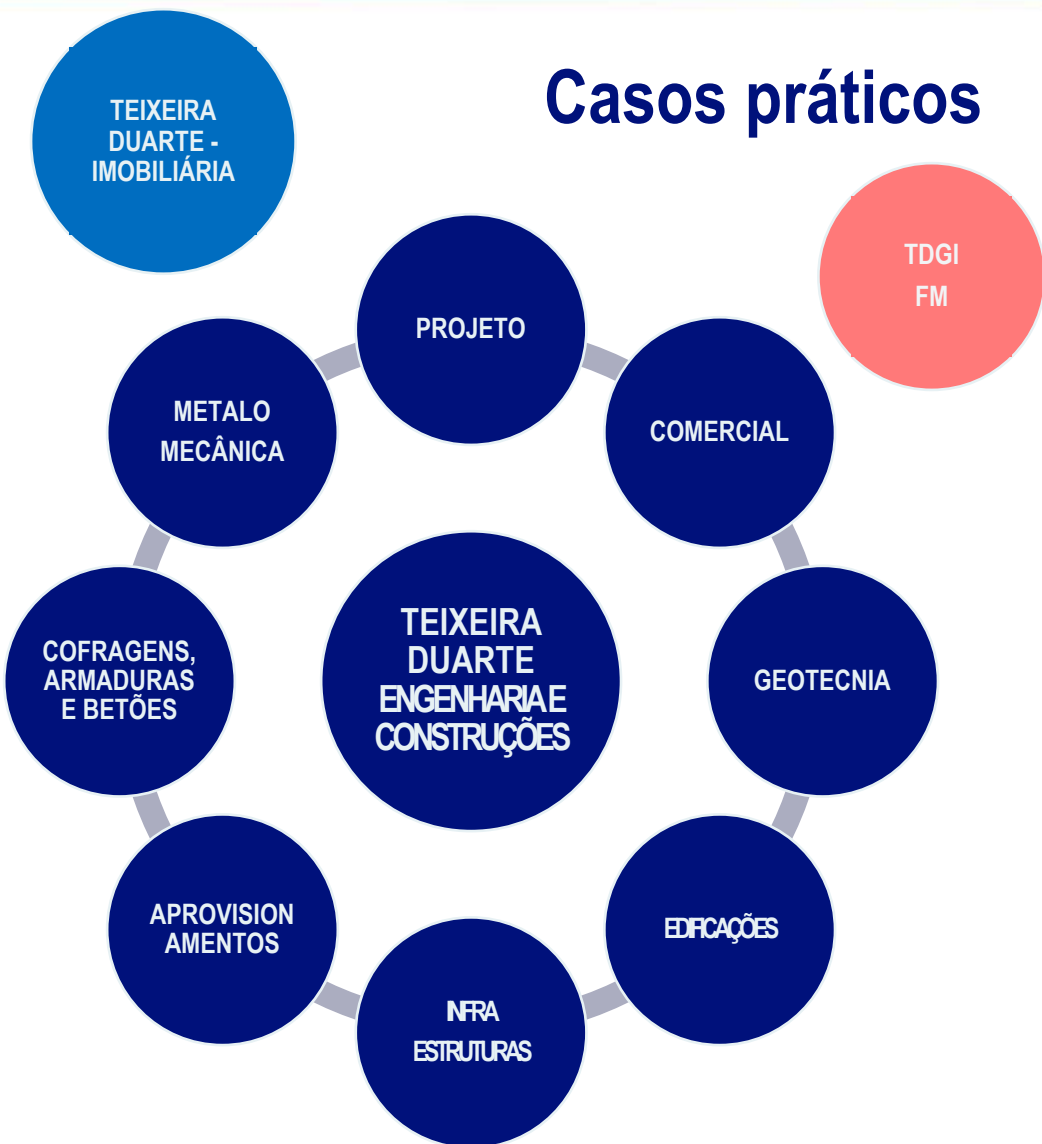 Casos práticos
TEIXEIRA
DUARTE -
IMOBILIÁRIA
TDGI
FM
PROJETO
COMERCIAL
GEOTECNIA
EDIFICAÇÕES
INFRA
ESTRUTURAS
APROVISION
AMENTOS
COFRAGENS,
ARMADURAS
E BETÕES
METALO
MECÂNICA
TEIXEIRA
DUARTE
ENGENHARIA E
CONSTRUÇÕES